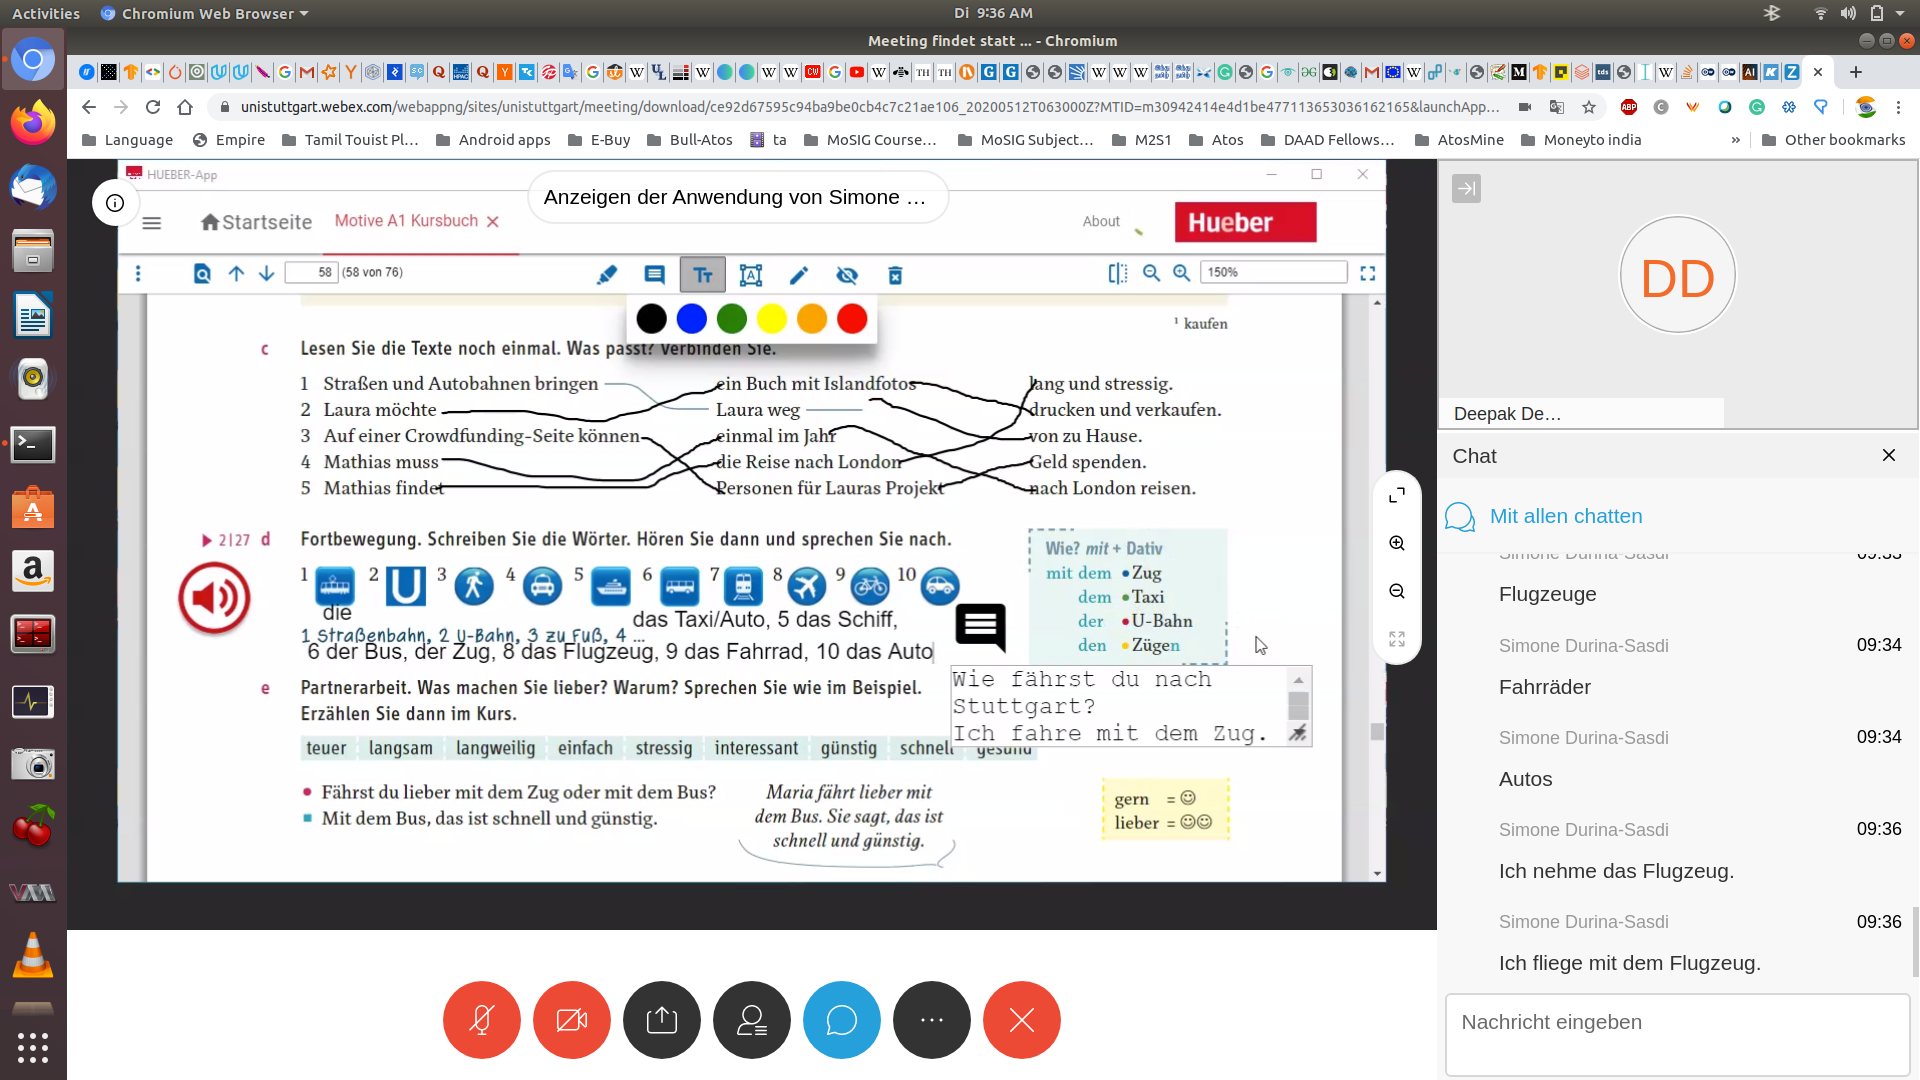 Activities
Chromium Web Browser
Di 9:36 AM
Meeting findet statt ... - Chromium
unistuttgart.webex.com/webappng/sites/unistuttgart/meeting/download/ce92d67595c94ba9be0cb4c7c21ae106_20200512T063000Z?MTID=m30942414e4d1be477113653036162165&launchApp...
Language
Empire
Tamil Touist Pl...
Android apps
E-Buy
Bull-Atos
ta
MoSIG Course...
MoSIG Subject...
M2S1
Atos
DAAD Fellows...
AtosMine
Moneyto india
»
Other bookmarks
HUEBER-App
Anzeigen der Anwendung von Simone ...
Startseite
Motive A1 Kursbuch
About
Hueber
58 (58 von 76)
150%
¹ kaufen
c Lesen Sie die Texte noch einmal. Was passt? Verbinden Sie.
1 Straßen und Autobahnen bringen ein Buch mit Islandfotos lang und stressig.
2 Laura möchte Laura weg drucken und verkaufen.
3 Auf einer Crowdfunding-Seite können einmal im Jahr von zu Hause.
4 Mathias muss die Reise nach London Geld spenden.
5 Mathias findet Personen für Lauras Projekt nach London reisen.
2|27 d Fortbewegung. Schreiben Sie die Wörter. Hören Sie dann und sprechen Sie nach.
1 2 U 3 4 5 6 7 8 9 10
die
das Taxi/Auto, 5 das Schiff,
1 Straßenbahn, 2 U-Bahn, 3 zu Fuß, 4 ...
6 der Bus, der Zug, 8 das Flugzeug, 9 das Fahrrad, 10 das Auto
Wie? mit + Dativ
mit dem • Zug
dem • Taxi
der • U-Bahn
den • Zügen
Wie fährst du nach
Stuttgart?
Ich fahre mit dem Zug.
e Partnerarbeit. Was machen Sie lieber? Warum? Sprechen Sie wie im Beispiel.
Erzählen Sie dann im Kurs.
teuer langsam langweilig einfach stressig interessant günstig schnell gesund
• Fährst du lieber mit dem Zug oder mit dem Bus?
■ Mit dem Bus, das ist schnell und günstig.
Maria fährt lieber mit
dem Bus. Sie sagt, das ist
schnell und günstig.
gern = ☺
lieber = ☺☺
DD
Deepak De...
Chat
Mit allen chatten
Simone Durina-Sasdi 09:33
Flugzeuge
Simone Durina-Sasdi 09:34
Fahrräder
Simone Durina-Sasdi 09:34
Autos
Simone Durina-Sasdi 09:36
Ich nehme das Flugzeug.
Simone Durina-Sasdi 09:36
Ich fliege mit dem Flugzeug.
Nachricht eingeben